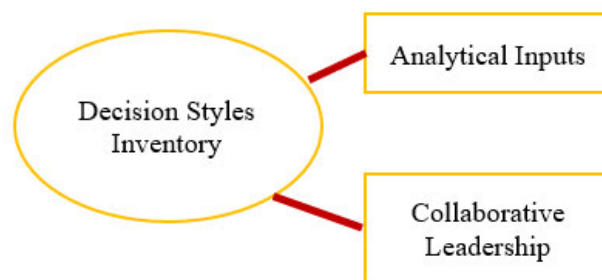 Decision Styles
Inventory
Analytical Inputs
Collaborative
Leadership